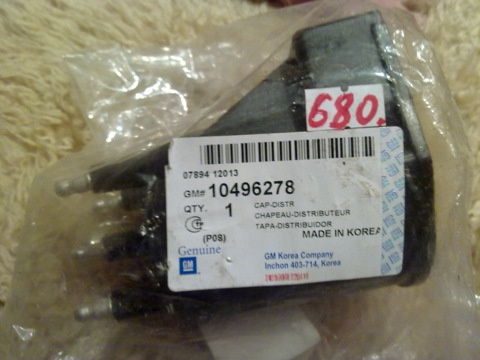 680.
07894 12013
GM# 10496278
QTY. 1
CAP-DISTR
CHAPEAU-DISTRIBUTEUR
TAPA-DISTRIBUIDOR
(P08)
MADE IN KOREA
Genuine
GM
GM Korea Company
Inchon 403-714, Korea